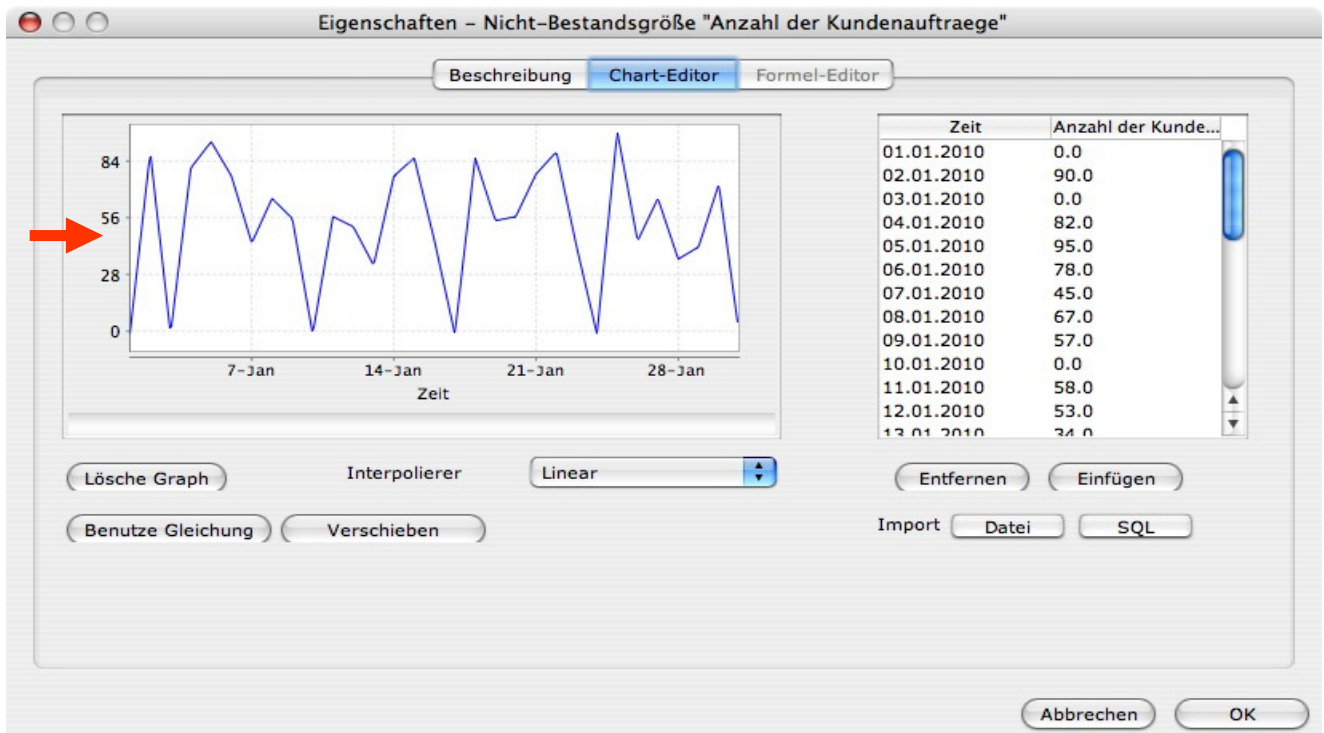 Eigenschaften – Nicht-Bestandsgröße "Anzahl der Kundenauftraege"
Beschreibung Chart-Editor Formel-Editor
84
56
28
0
7-Jan 14-Jan 21-Jan 28-Jan
Zeit
Zeit Anzahl der Kunde...
01.01.2010 0.0
02.01.2010 90.0
03.01.2010 0.0
04.01.2010 82.0
05.01.2010 95.0
06.01.2010 78.0
07.01.2010 45.0
08.01.2010 67.0
09.01.2010 57.0
10.01.2010 0.0
11.01.2010 58.0
12.01.2010 53.0
13.01.2010 34.0
Lösche Graph Interpolierer Linear
Entfernen Einfügen
Benutze Gleichung Verschieben
Import Datei SQL
Abbrechen OK